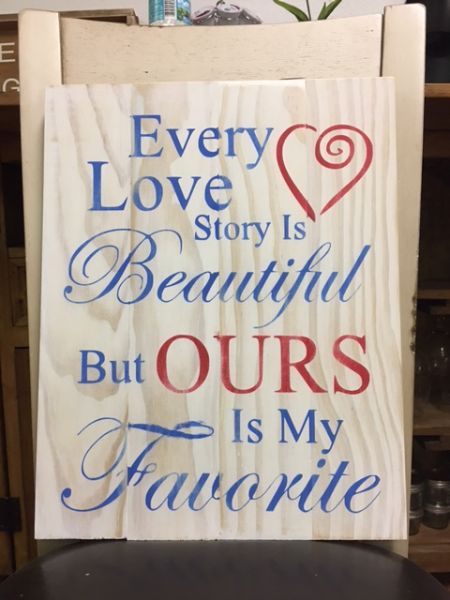 Every
Love
Story Is
Beautiful
But OURS
Is My
Favorite
E
G